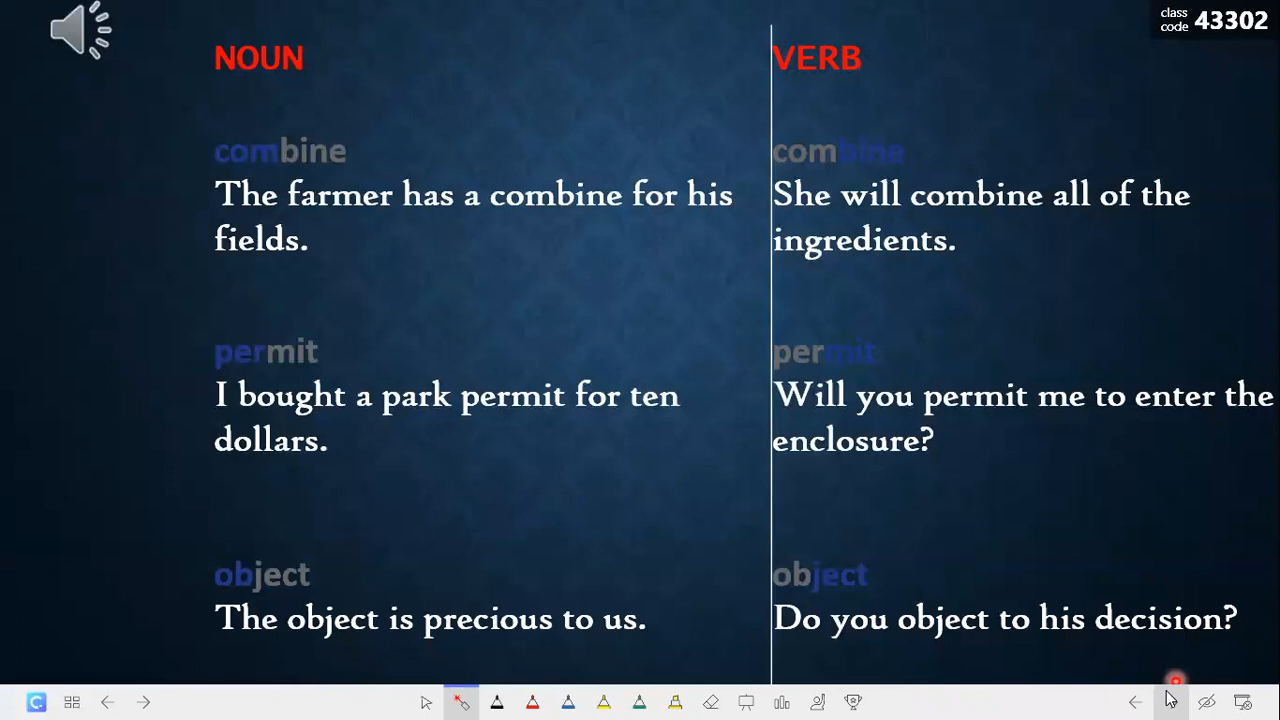 class
code 43302
NOUN
combine
The farmer has a combine for his
fields.
permit
I bought a park permit for ten
dollars.
object
The object is precious to us.
VERB
combine
She will combine all of the
ingredients.
permit
Will you permit me to enter the
enclosure?
object
Do you object to his decision?